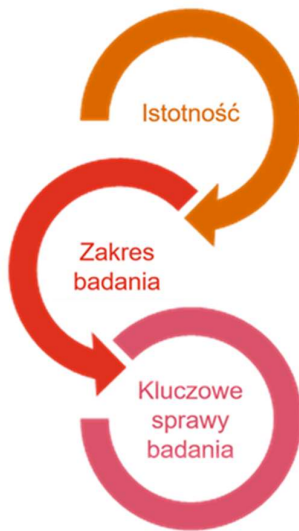 Istotność
Zakres
badania
Kluczowe
sprawy
badania